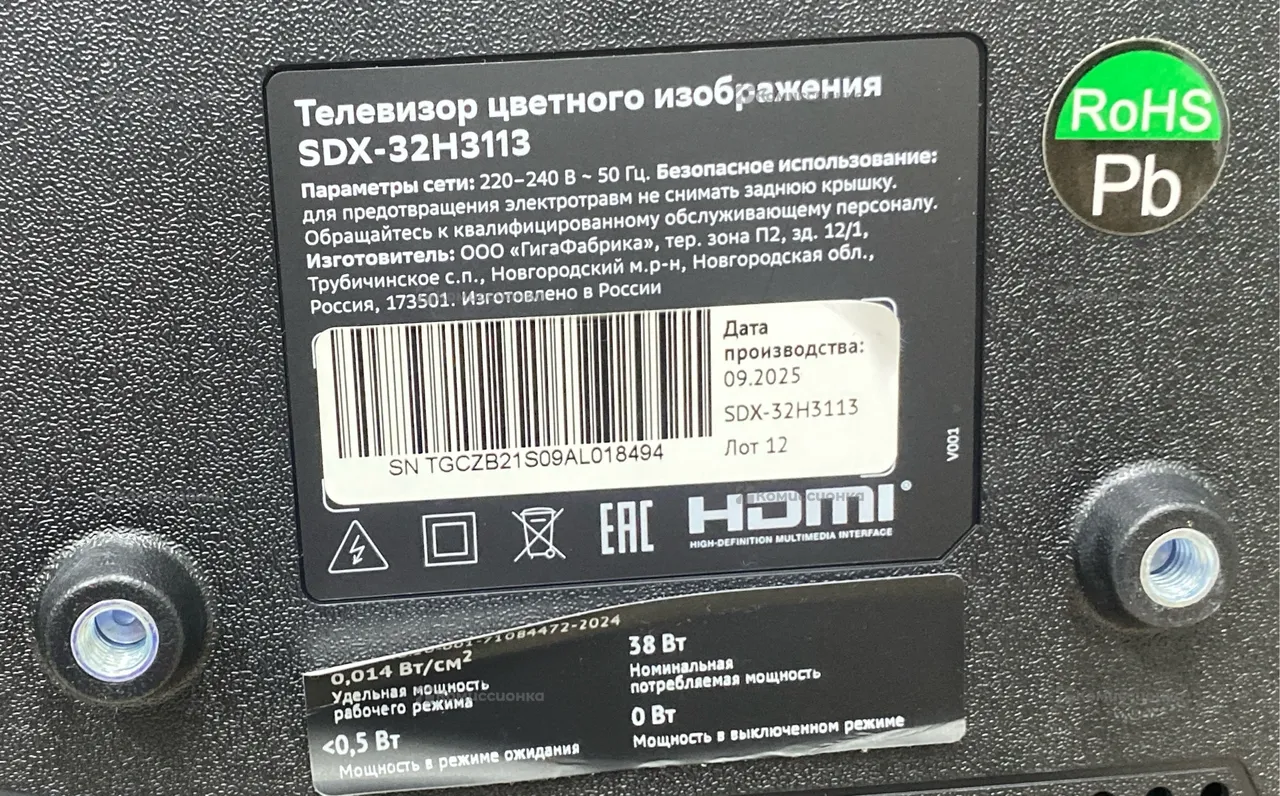 Телевизор цветного изображения
SDX-32H3113
Параметры сети: 220–240 В ~ 50 Гц. Безопасное использование:
для предотвращения электротравм не снимать заднюю крышку.
Обращайтесь к квалифицированному обслуживающему персоналу.
Изготовитель: ООО «ГигаФабрика», тер. зона П2, зд. 12/1,
Трубичинское с.п., Новгородский м.р-н, Новгородская обл.,
Россия, 173501. Изготовлено в России
Дата
производства:
09.2025
SDX-32H3113
Лот 12
SN TGCZB21S09AL018494
V001
EAC
HDMI®
HIGH-DEFINITION MULTIMEDIA INTERFACE
RoHS
Pb
71084472-2024
0,014 Вт/см²
Удельная мощность
рабочего режима
<0,5 Вт
Мощность в режиме ожидания
38 Вт
Номинальная
потребляемая мощность
0 Вт
Мощность в выключенном режиме
Комиссионка